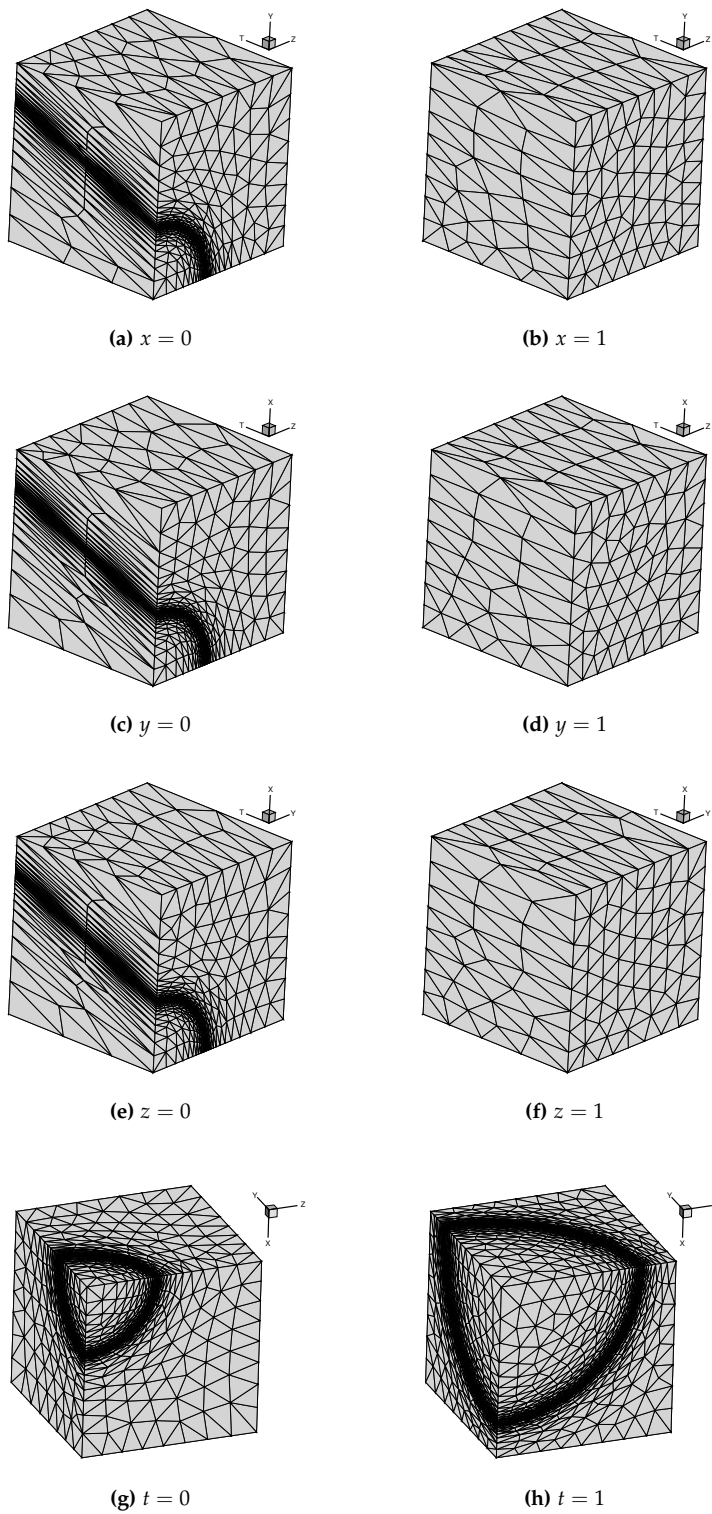 Y
T
Z
Y
T
Z
(a) x = 0
(b) x = 1
X
T
Z
X
T
Z
(c) y = 0
(d) y = 1
X
T
Y
X
T
Y
(e) z = 0
(f) z = 1
Y
Z
X
Y
X
(g) t = 0
(h) t = 1